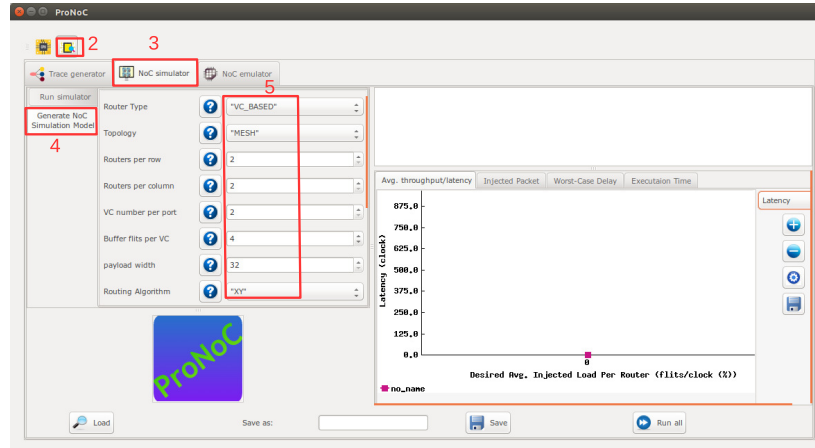 ProNoC
2
3
Trace generator
NoC simulator
NoC emulator
5
Run simulator
Generate NoC
Simulation Model
4
Router Type
"VC_BASED"
Topology
"MESH"
Routers per row
2
Routers per column
2
VC number per port
2
Buffer flits per VC
4
payload width
32
Routing Algorithm
"XY"
ProNoC
Avg. throughput/latency
Injected Packet
Worst-Case Delay
Executaion Time
Latency
Latency (clock)
875,0
750,0
625,0
500,0
375,0
250,0
125,0
0,0
0
Desired Avg. Injected Load Per Router (flits/clock (%))
no_name
Load
Save as:
Save
Run all